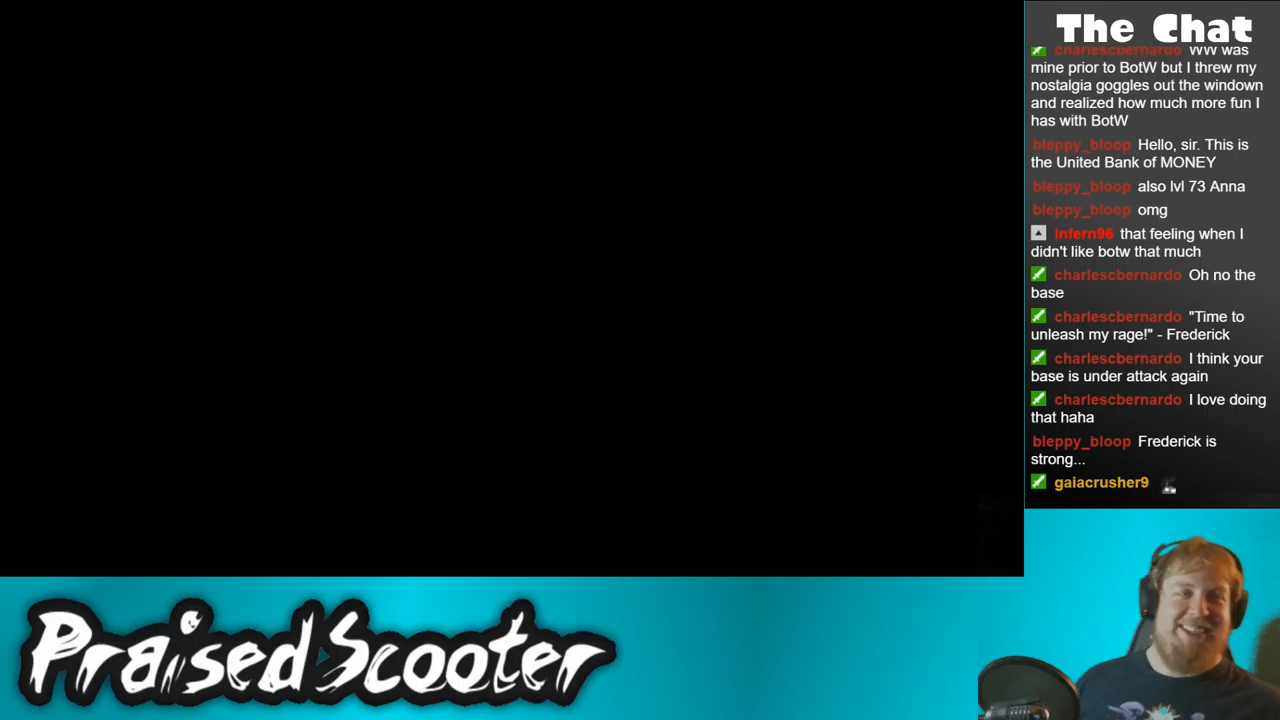 The Chat
charlescbernardo WW was
mine prior to BotW but I threw my
nostalgia goggles out the windown
and realized how much more fun I
has with BotW
bleppy_bloop Hello, sir. This is
the United Bank of MONEY
bleppy_bloop also lvl 73 Anna
bleppy_bloop omg
infern96 that feeling when I
didn't like botw that much
charlescbernardo Oh no the
base
charlescbernardo "Time to
unleash my rage!" - Frederick
charlescbernardo I think your
base is under attack again
charlescbernardo I love doing
that haha
bleppy_bloop Frederick is
strong...
gaiacrusher9
PraisedScooter